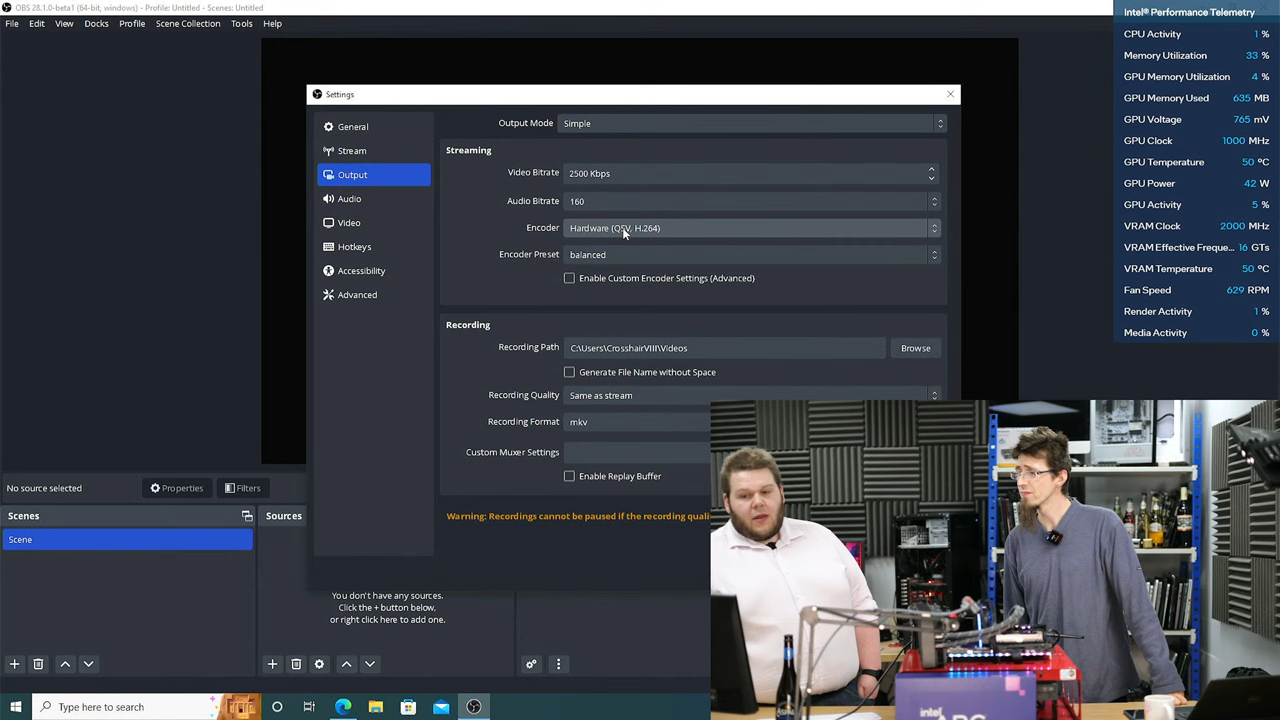 OBS 28.1.0-beta1 (64-bit, windows) - Profile: Untitled - Scenes: Untitled
File Edit View Docks Profile Scene Collection Tools Help
Settings
General
Stream
Output
Audio
Video
Hotkeys
Accessibility
Advanced
Output Mode Simple
Streaming
Video Bitrate 2500 Kbps
Audio Bitrate 160
Encoder Hardware (QSV, H.264)
Encoder Preset balanced
Enable Custom Encoder Settings (Advanced)
Recording
Recording Path C:\Users\CrosshairVIII\Videos Browse
Generate File Name without Space
Recording Quality Same as stream
Recording Format mkv
Custom Muxer Settings
Enable Replay Buffer
Warning: Recordings cannot be paused if the recording quali
Intel® Performance Telemetry
CPU Activity 1 %
Memory Utilization 33 %
GPU Memory Utilization 4 %
GPU Memory Used 635 MB
GPU Voltage 765 mV
GPU Clock 1000 MHz
GPU Temperature 50 ºC
GPU Power 42 W
GPU Activity 5 %
VRAM Clock 2000 MHz
VRAM Effective Freque... 16 GTs
VRAM Temperature 50 ºC
Fan Speed 629 RPM
Render Activity 1 %
Media Activity 0 %
No source selected Properties Filters
Scenes
Scene
Sources
You don't have any sources.
Click the + button below,
or right click here to add one.
Type here to search
intel
ARC